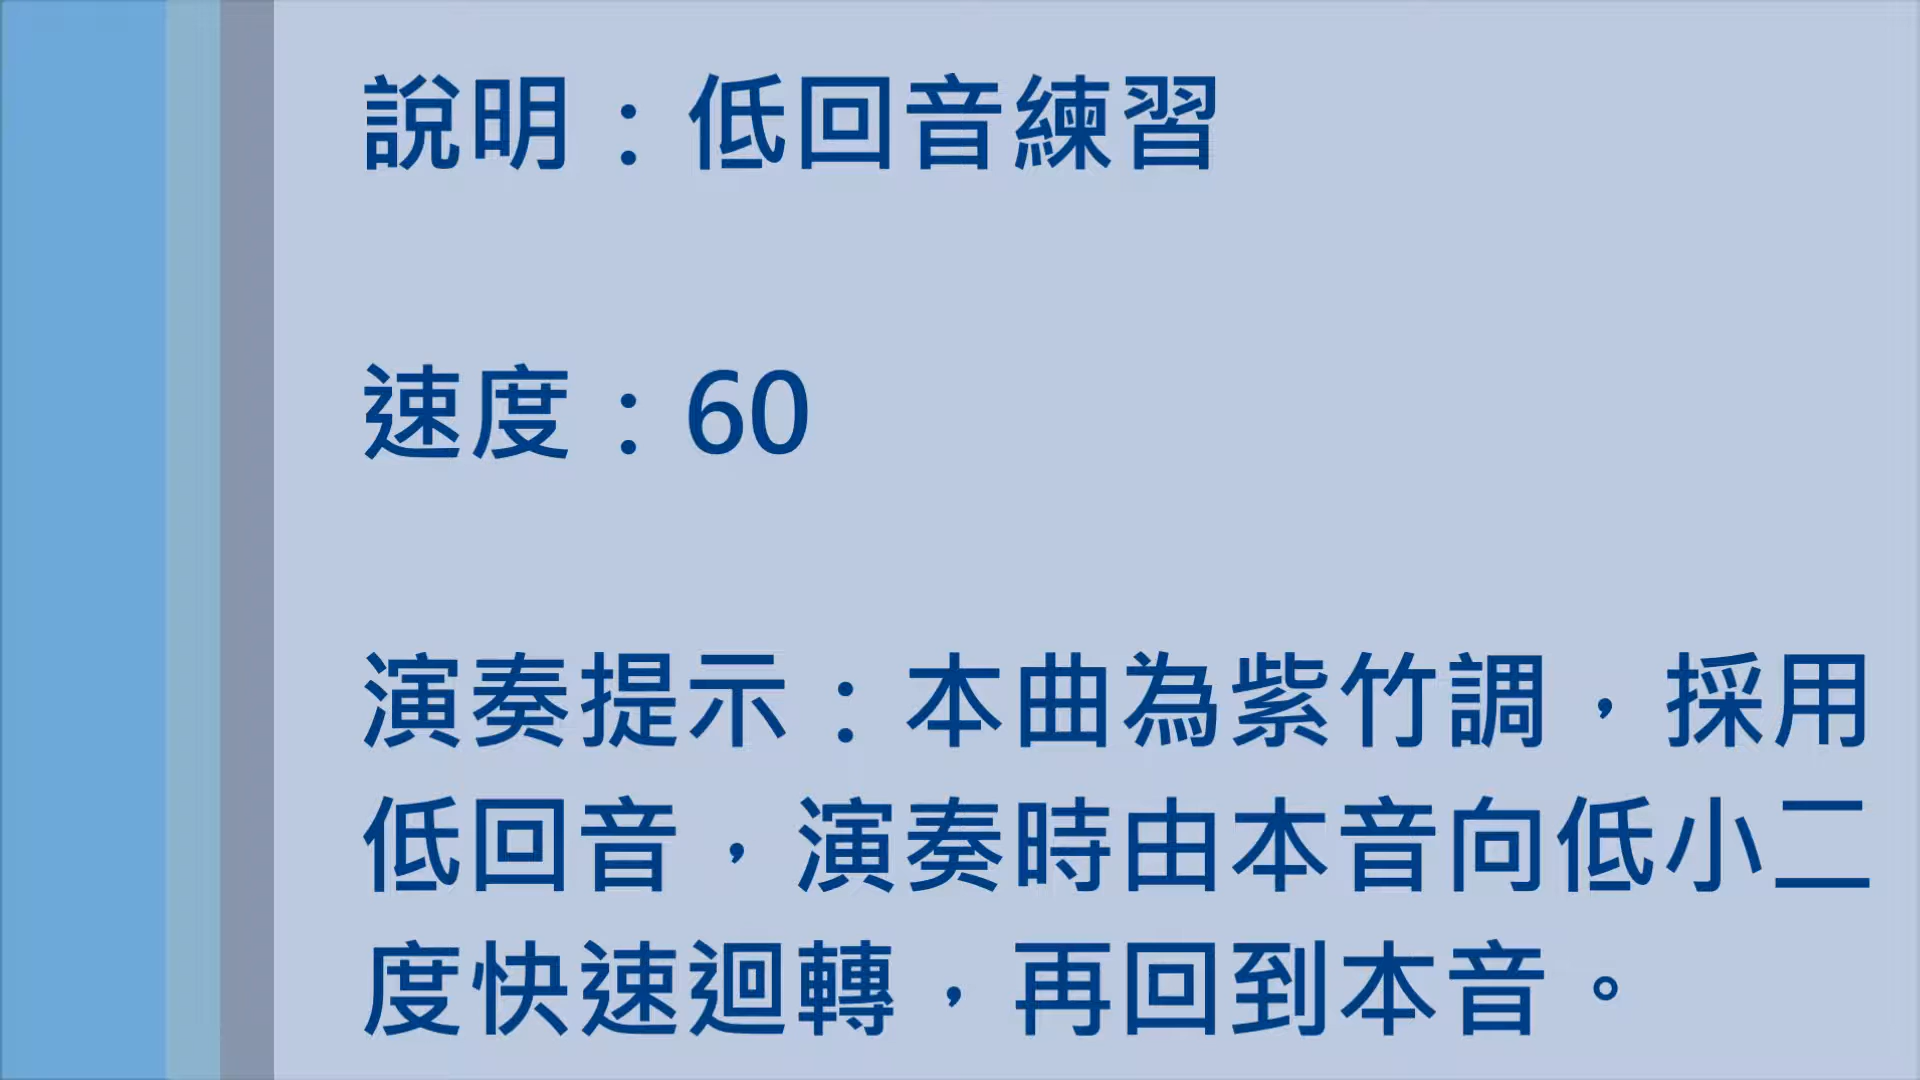 說明：低回音練習
速度：60
演奏提示：本曲為紫竹調，採用
低回音，演奏時由本音向低小二
度快速迴轉，再回到本音。